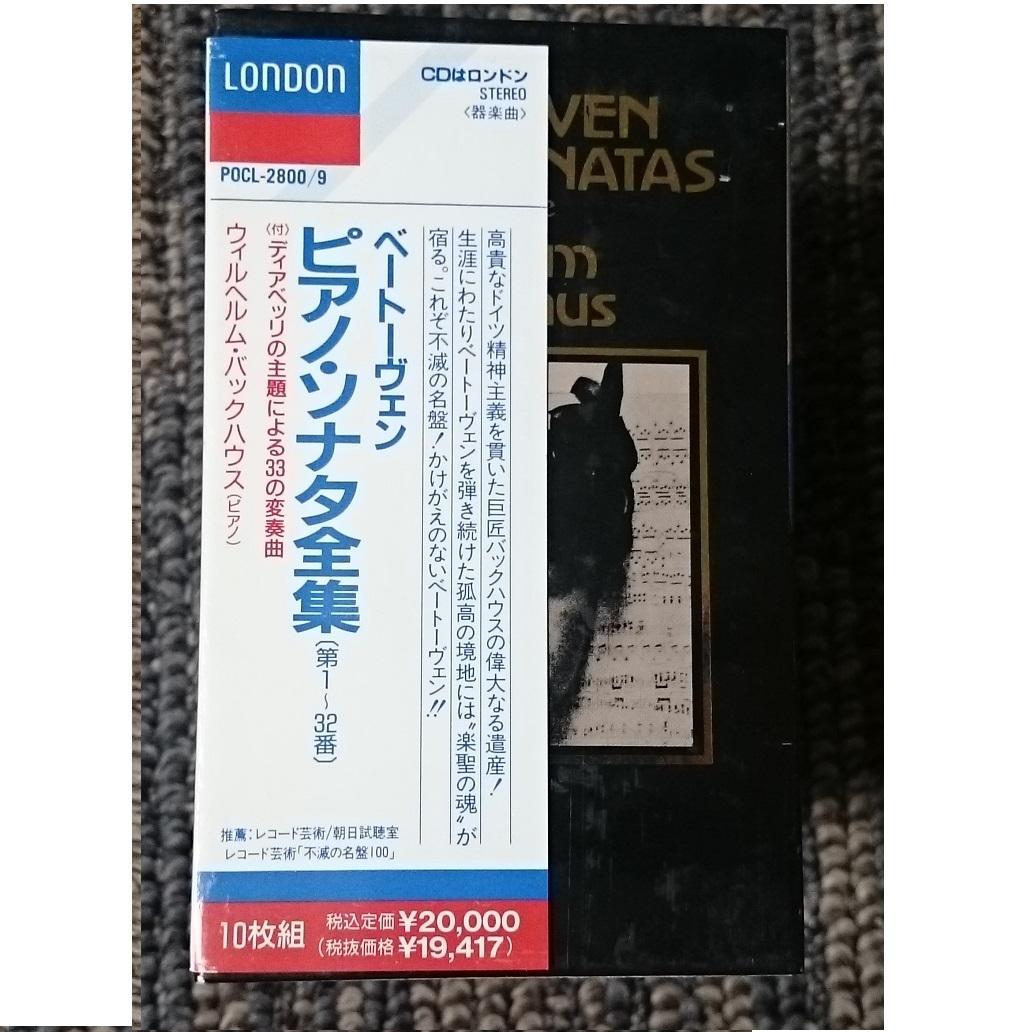 LONDON
CDはロンドン
STEREO
〈器楽曲〉
POCL-2800/9
高貴なドイツ精神主義を貫いた巨匠バックハウスの偉大なる遺産!
生涯にわたりベートーヴェンを弾き続けた孤高の境地には“楽聖の魂”が
宿る。これぞ不滅の名盤!かけがえのないベートーヴェン!!
ベートーヴェン
ピアノ・ソナタ全集(第1~32番)
(付)ディアベッリの主題による33の変奏曲
ウィルヘルム・バックハウス(ピアノ)
推薦:レコード芸術/朝日試聴室
レコード芸術「不滅の名盤100」
10枚組
税込定価¥20,000
(税抜価格¥19,417)
VEN
NATAS
m
us